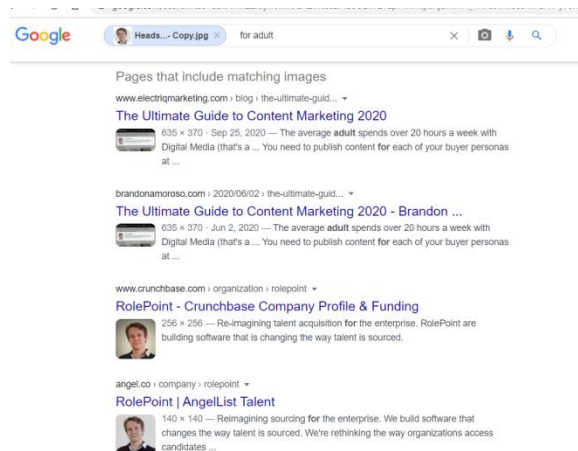 Google
Heads...- Copy.jpg × for adult
Pages that include matching images
www.electriqmarketing.com › blog › the-ultimate-guid...
The Ultimate Guide to Content Marketing 2020
635 × 370 · Sep 25, 2020 — The average adult spends over 20 hours a week with
Digital Media (that's a ... You need to publish content for each of your buyer personas
at ...
brandonamoroso.com › 2020/06/02 › the-ultimate-guid...
The Ultimate Guide to Content Marketing 2020 - Brandon ...
635 × 370 · Jun 2, 2020 — The average adult spends over 20 hours a week with
Digital Media (that's a ... You need to publish content for each of your buyer personas
at ...
www.crunchbase.com › organization › rolepoint
RolePoint - Crunchbase Company Profile & Funding
256 × 256 — Re-imagining talent acquisition for the enterprise. RolePoint are
building software that is changing the way talent is sourced.
angel.co › company › rolepoint
RolePoint | AngelList Talent
140 × 140 — Reimagining sourcing for the enterprise. We build software that
changes the way talent is sourced. We're rethinking the way organizations access
candidates ...